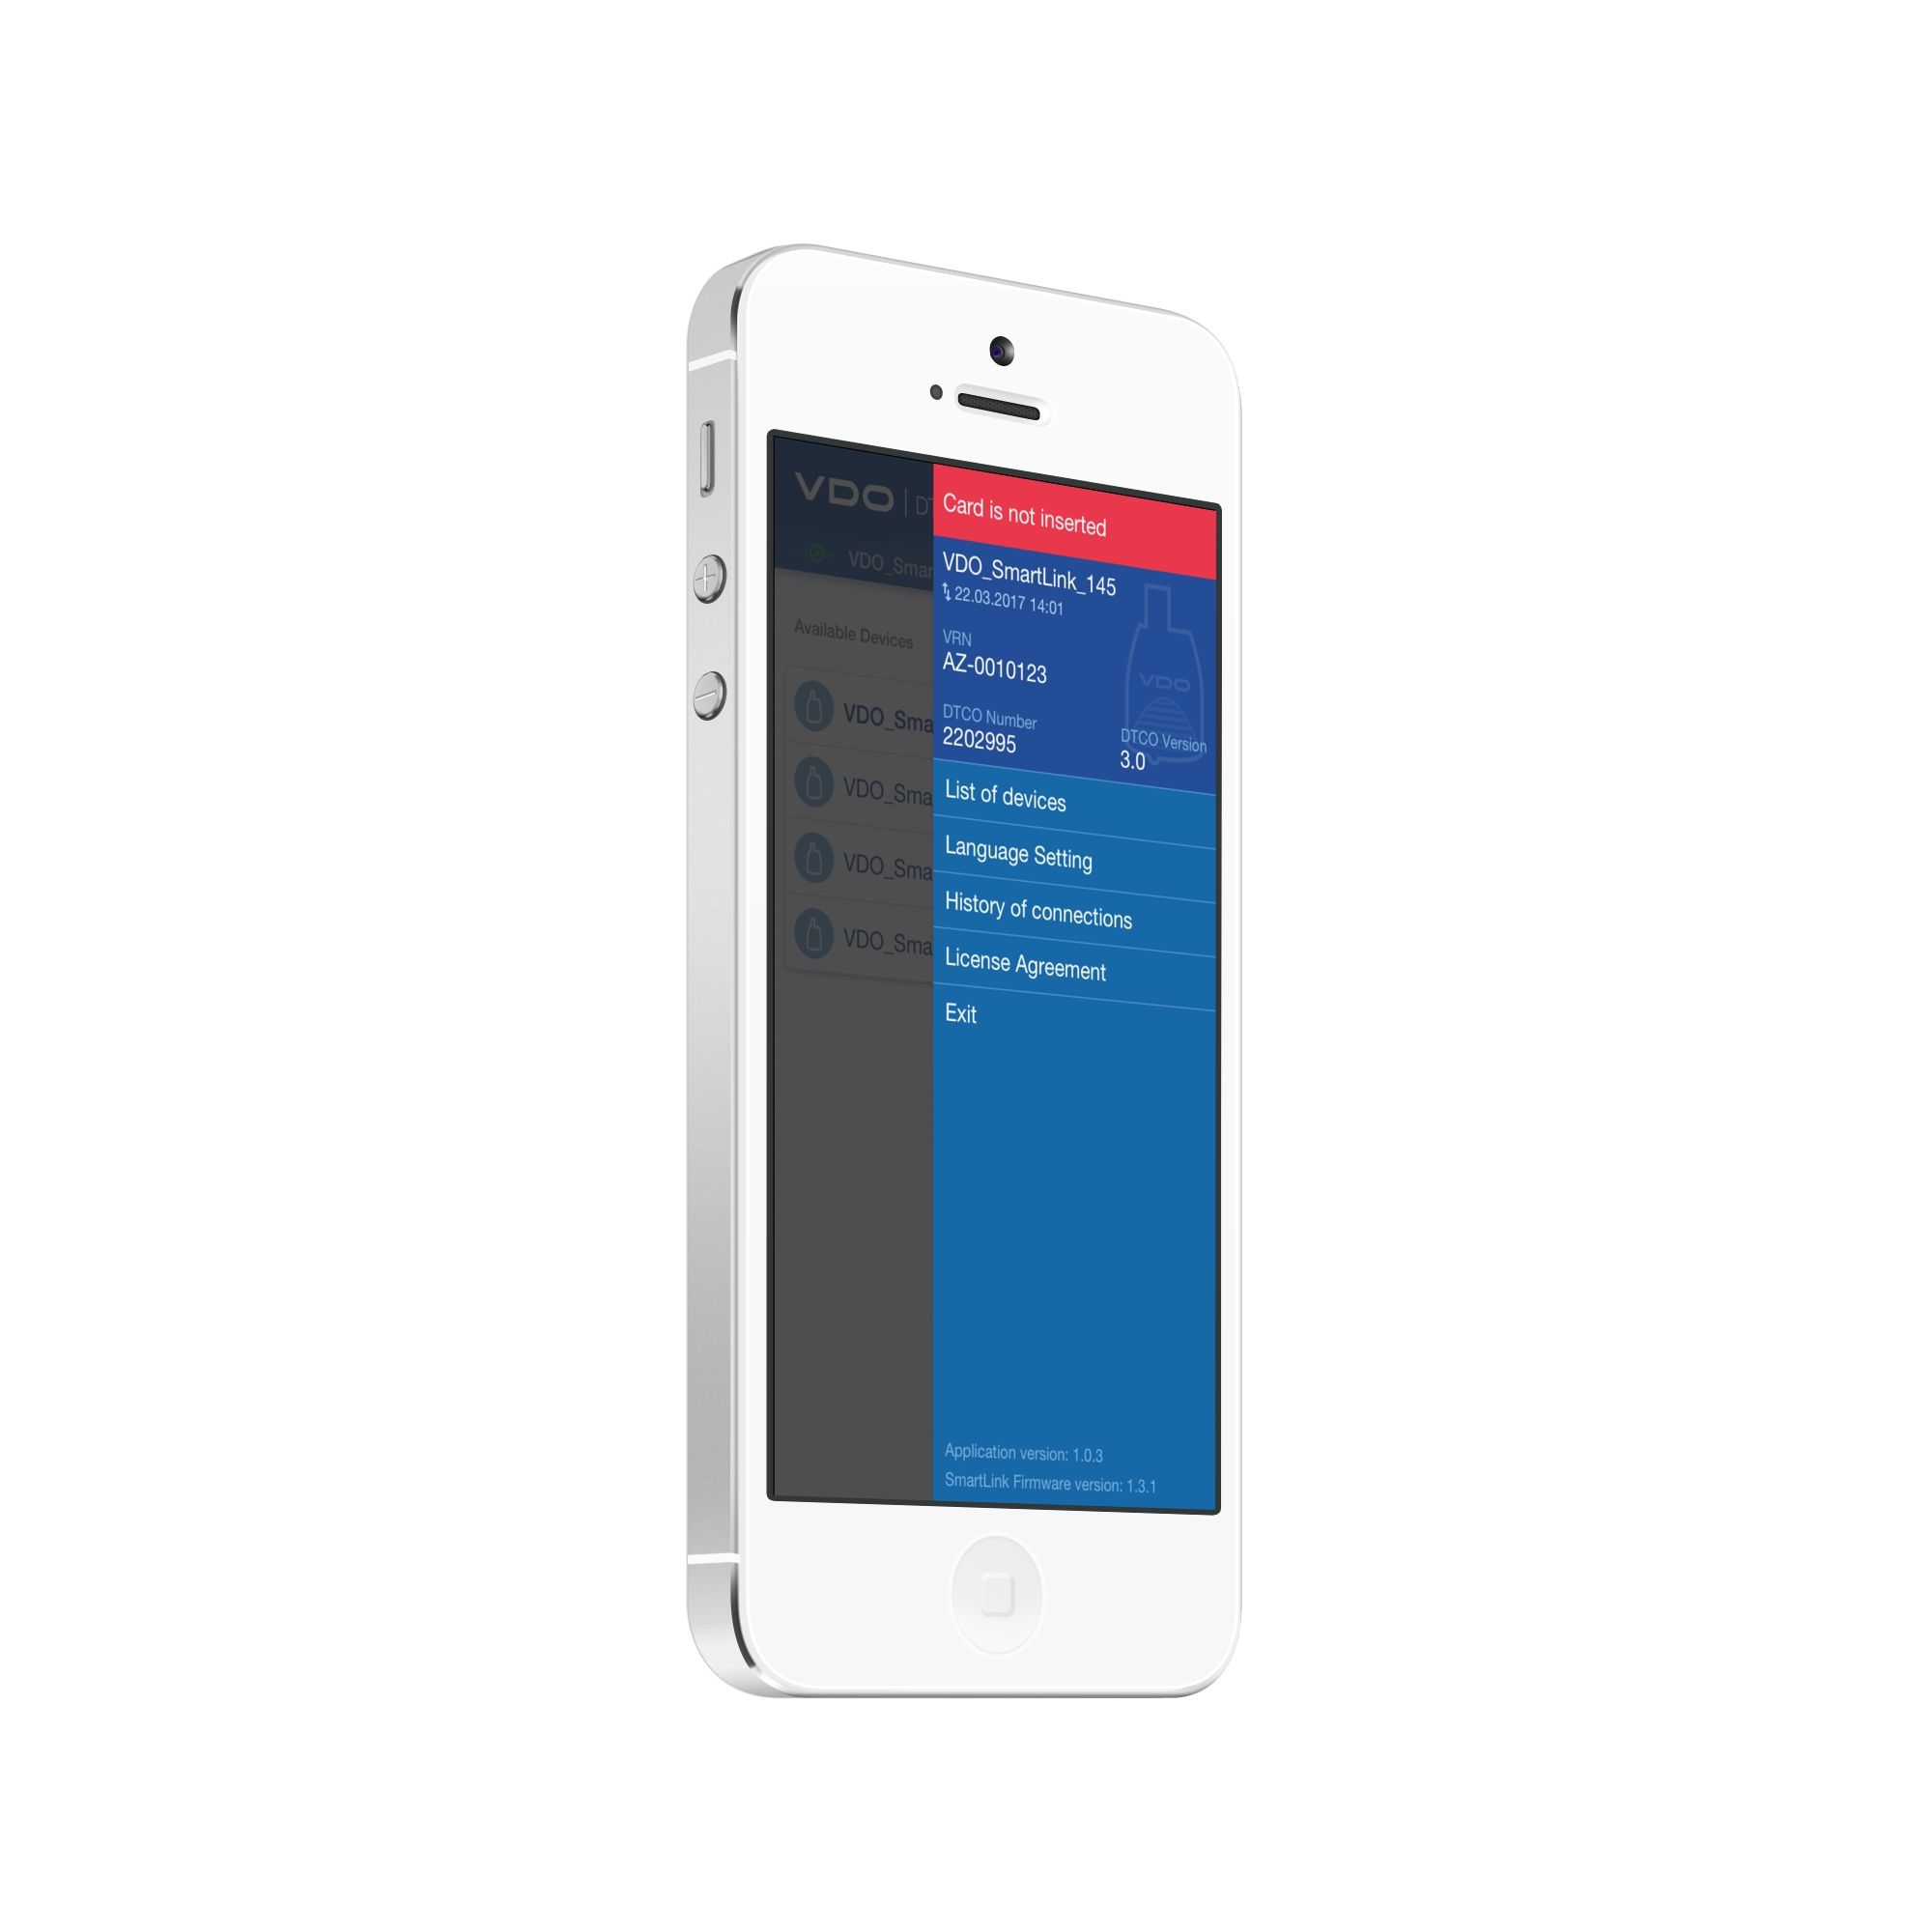 VDO
VDO_Smar
Available Devices
VDO_Sma
VDO_Sma
VDO_Sma
VDO_Sma
Card is not inserted
VDO_SmartLink_145
22.03.2017 14:01
VRN
AZ-0010123
VDO
DTCO Number
2202995
DTCO Version
3.0
List of devices
Language Setting
History of connections
License Agreement
Exit
Application version: 1.0.3
SmartLink Firmware version: 1.3.1